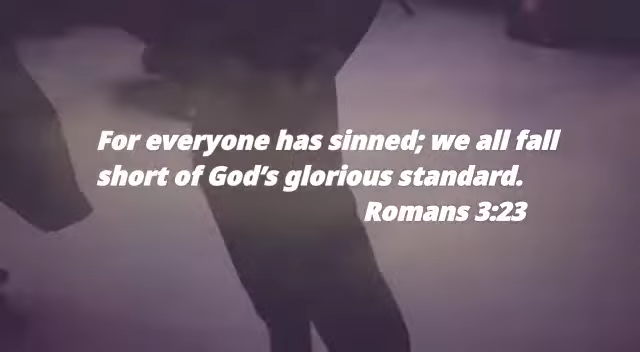 For everyone has sinned; we all fall
short of God’s glorious standard.
Romans 3:23